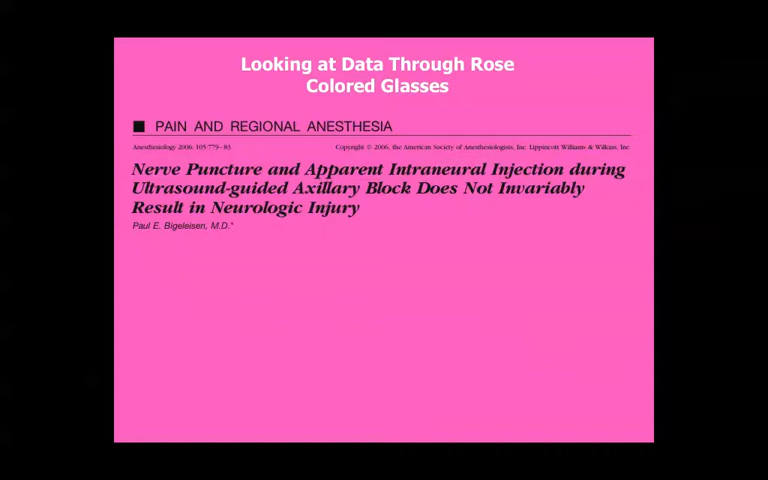 Looking at Data Through Rose
Colored Glasses
■ PAIN AND REGIONAL ANESTHESIA
Anesthesiology 2006; 105:779–83 Copyright © 2006, the American Society of Anesthesiologists, Inc. Lippincott Williams & Wilkins, Inc
Nerve Puncture and Apparent Intraneural Injection during
Ultrasound-guided Axillary Block Does Not Invariably
Result in Neurologic Injury
Paul E. Bigeleisen, M.D.*